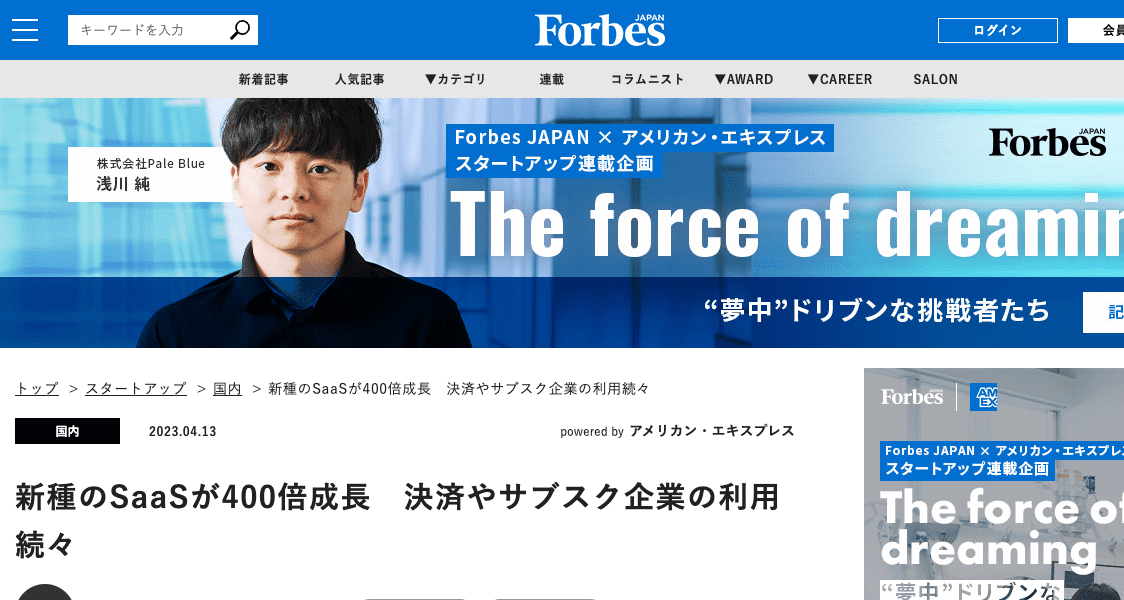 キーワードを入力
Forbes JAPAN
ログイン
会員
新着記事
人気記事
▼カテゴリ
連載
コラムニスト
▼AWARD
▼CAREER
SALON
株式会社Pale Blue
浅川 純
Forbes JAPAN × アメリカン・エキスプレス
スタートアップ連載企画
Forbes JAPAN
The force of dreamin
“夢中”ドリブンな挑戦者たち
記
トップ > スタートアップ > 国内 > 新種のSaaSが400倍成長　決済やサブスク企業の利用続々
国内
2023.04.13
powered by アメリカン・エキスプレス
新種のSaaSが400倍成長　決済やサブスク企業の利用
続々
Forbes JAPAN
AM
EX
Forbes JAPAN × アメリカン・エキスプレ
スタートアップ連載企画
The force of
dreaming
“夢中”ドリブンな